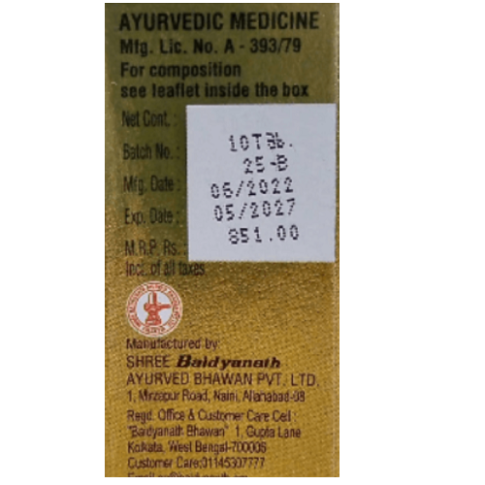 AYURVEDIC MEDICINE
Mfg. Lic. No. A - 393/79
For composition
see leaflet inside the box
Net Cont. : 10Tab.
Batch No. : 25-B
Mfg. Date : 06/2022
Exp. Date : 05/2027
M.R.P. Rs. : 851.00
Incl. of all taxes
Manufactured by
SHREE Baidyanath
AYURVED BHAWAN PVT. LTD.
1, Mirzapur Road, Naini, Allahabad-08
Regd. Office & Customer Care Cell :
"Baidyanath Bhawan" 1, Gupta Lane
Kolkata, West Bengal-700006
Customer Care:01145307777